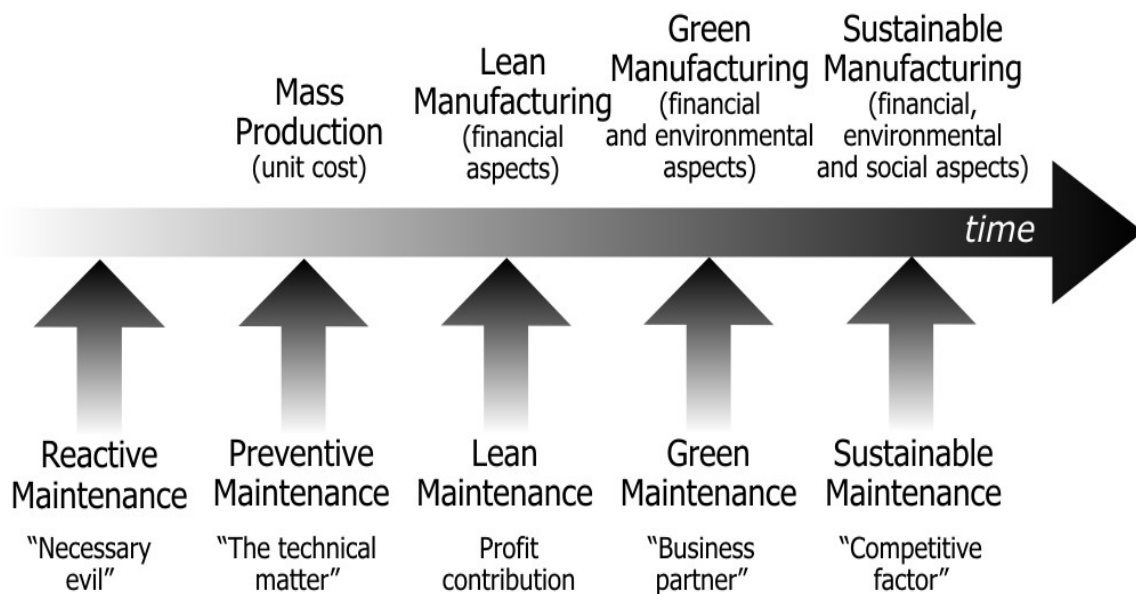 Mass
Production
(unit cost)
Lean
Manufacturing
(financial
aspects)
Green
Manufacturing
(financial
and environmental
aspects)
Sustainable
Manufacturing
(financial,
environmental
and social aspects)
time
Reactive
Maintenance
“Necessary
evil”
Preventive
Maintenance
“The technical
matter”
Lean
Maintenance
Profit
contribution
Green
Maintenance
“Business
partner”
Sustainable
Maintenance
“Competitive
factor”